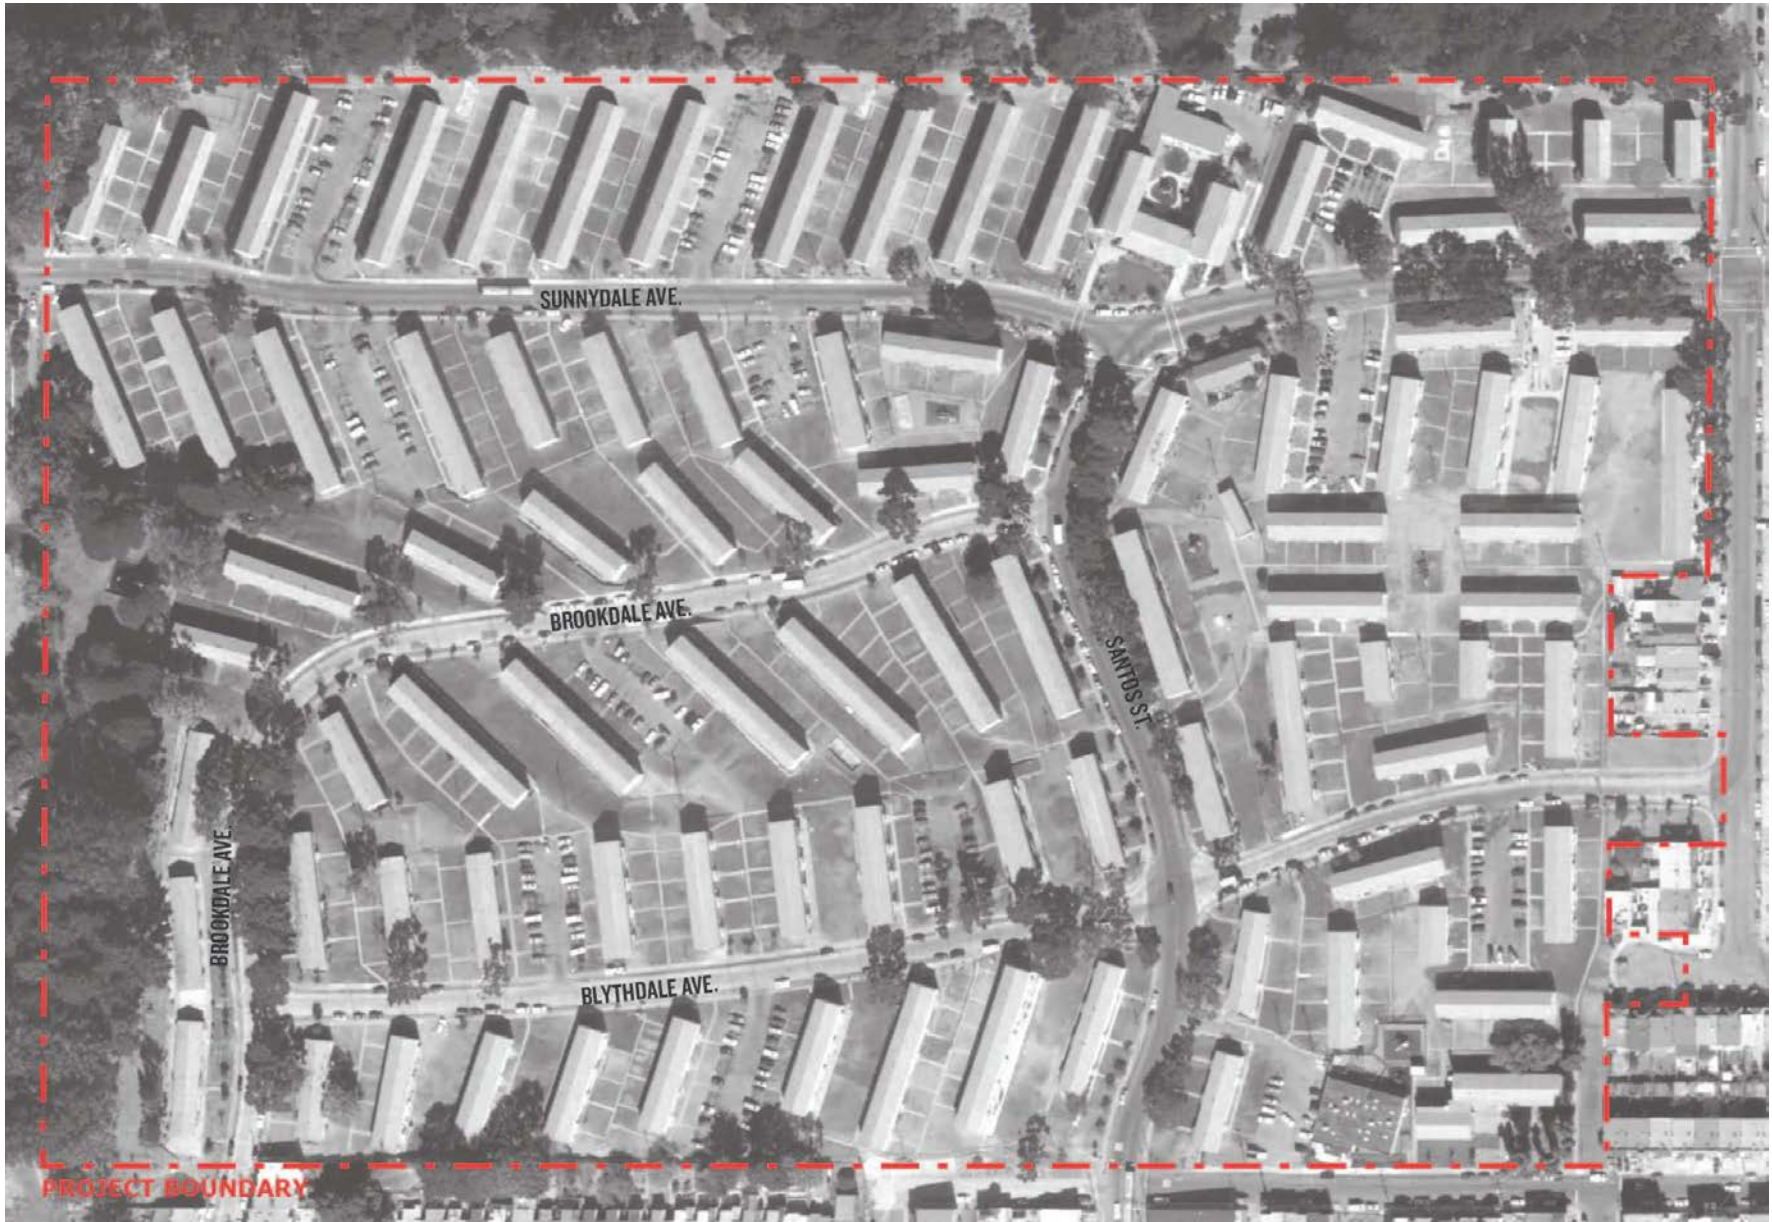 SUNNYDALE AVE.
BROOKDALE AVE.
SANTOS ST.
BROOKDALE AVE.
BLYTHDALE AVE.
PROJECT BOUNDARY